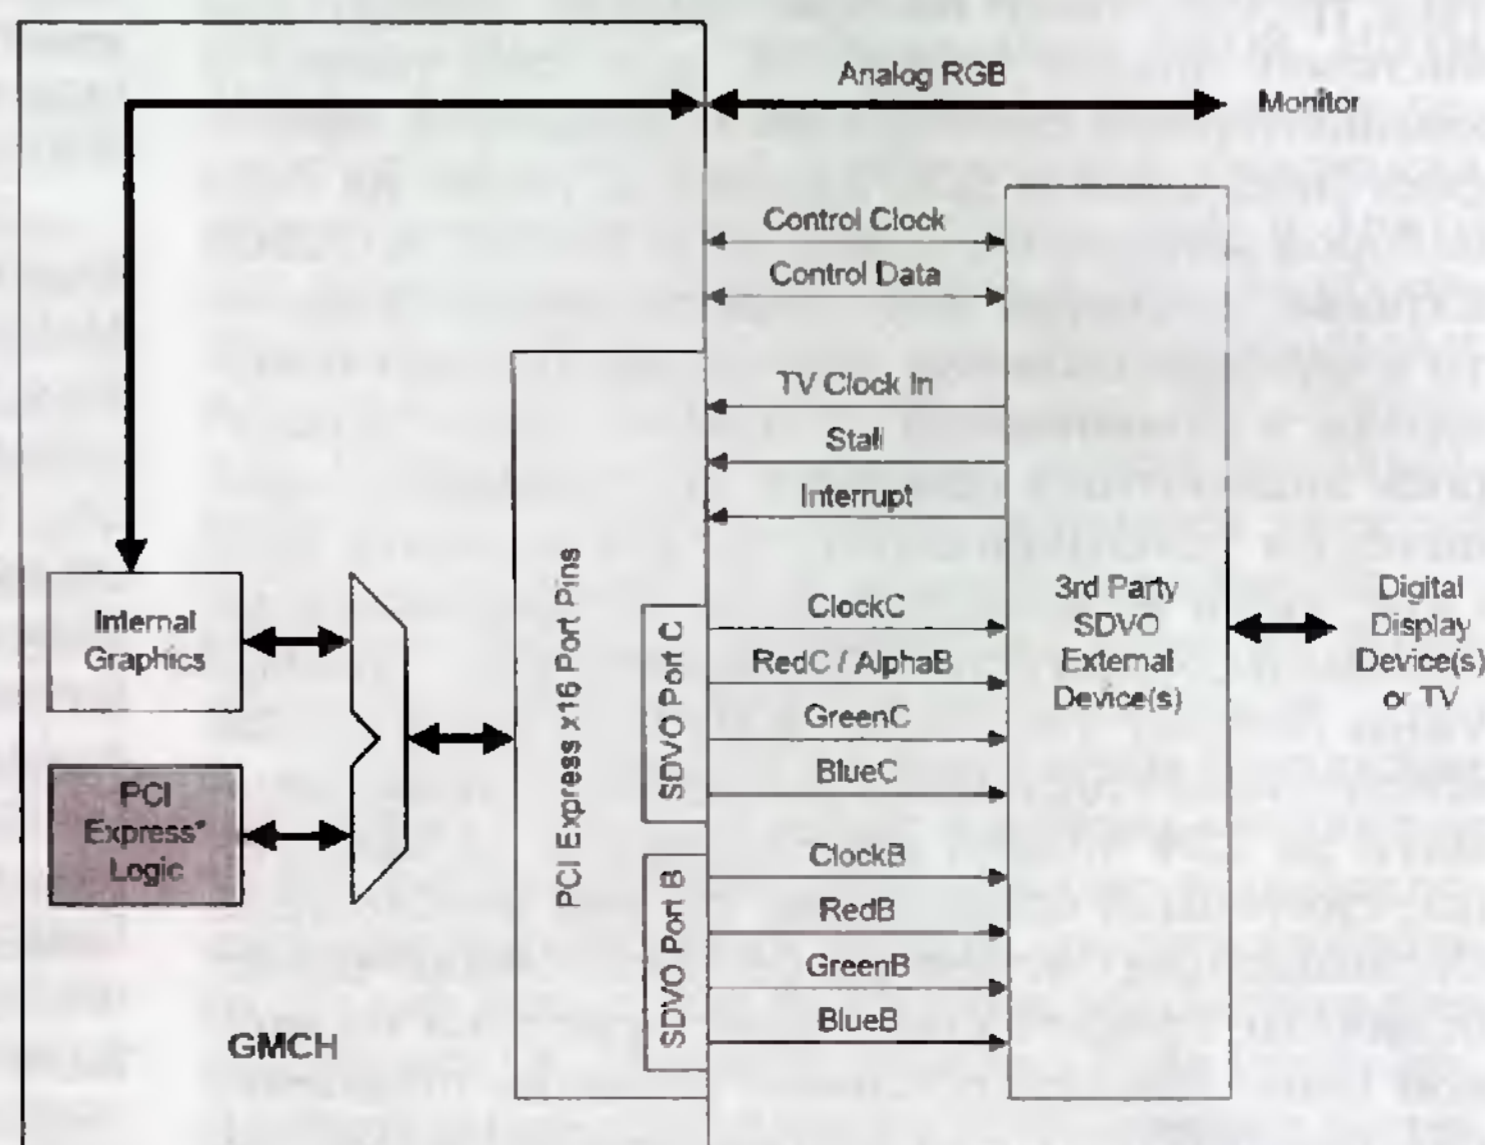 Analog RGB
Monitor
Control Clock
Control Data
TV Clock In
Stall
Interrupt
Internal
Graphics
PCI
Express*
Logic
GMCH
PCI Express x16 Port Pins
SDVO Port C
SDVO Port B
ClockC
RedC / AlphaB
GreenC
BlueC
ClockB
RedB
GreenB
BlueB
3rd Party
SDVO
External
Device(s)
Digital
Display
Device(s)
or TV